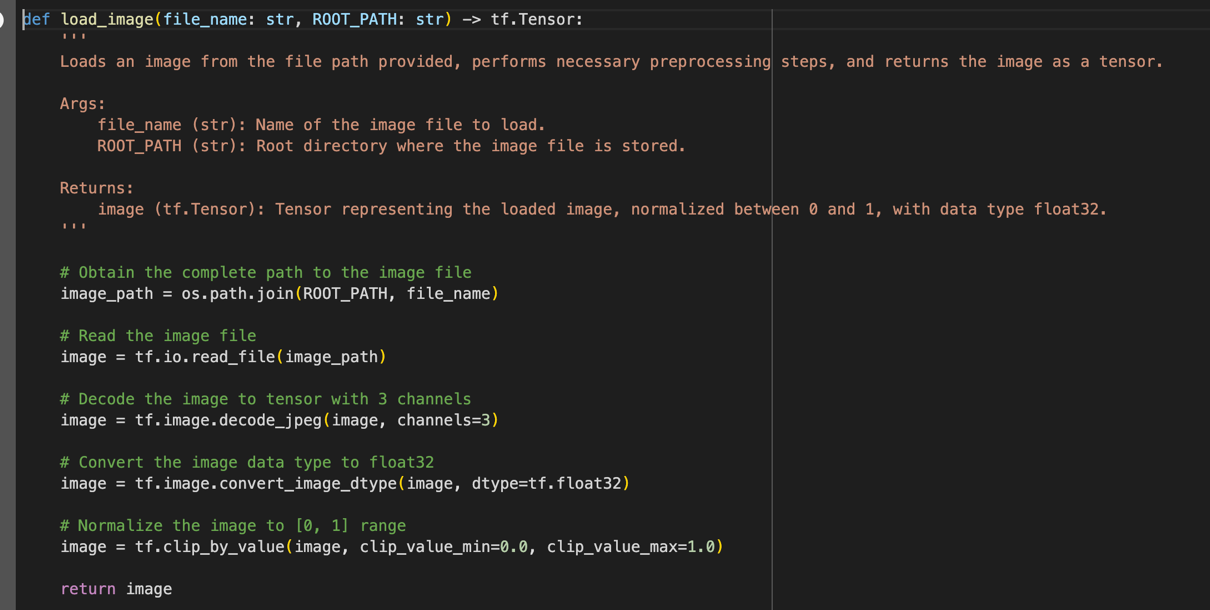 def load_image(file_name: str, ROOT_PATH: str) -> tf.Tensor:
'''
Loads an image from the file path provided, performs necessary preprocessing steps, and returns the image as a tensor.
Args:
file_name (str): Name of the image file to load.
ROOT_PATH (str): Root directory where the image file is stored.
Returns:
image (tf.Tensor): Tensor representing the loaded image, normalized between 0 and 1, with data type float32.
'''
# Obtain the complete path to the image file
image_path = os.path.join(ROOT_PATH, file_name)
# Read the image file
image = tf.io.read_file(image_path)
# Decode the image to tensor with 3 channels
image = tf.image.decode_jpeg(image, channels=3)
# Convert the image data type to float32
image = tf.image.convert_image_dtype(image, dtype=tf.float32)
# Normalize the image to [0, 1] range
image = tf.clip_by_value(image, clip_value_min=0.0, clip_value_max=1.0)
return image